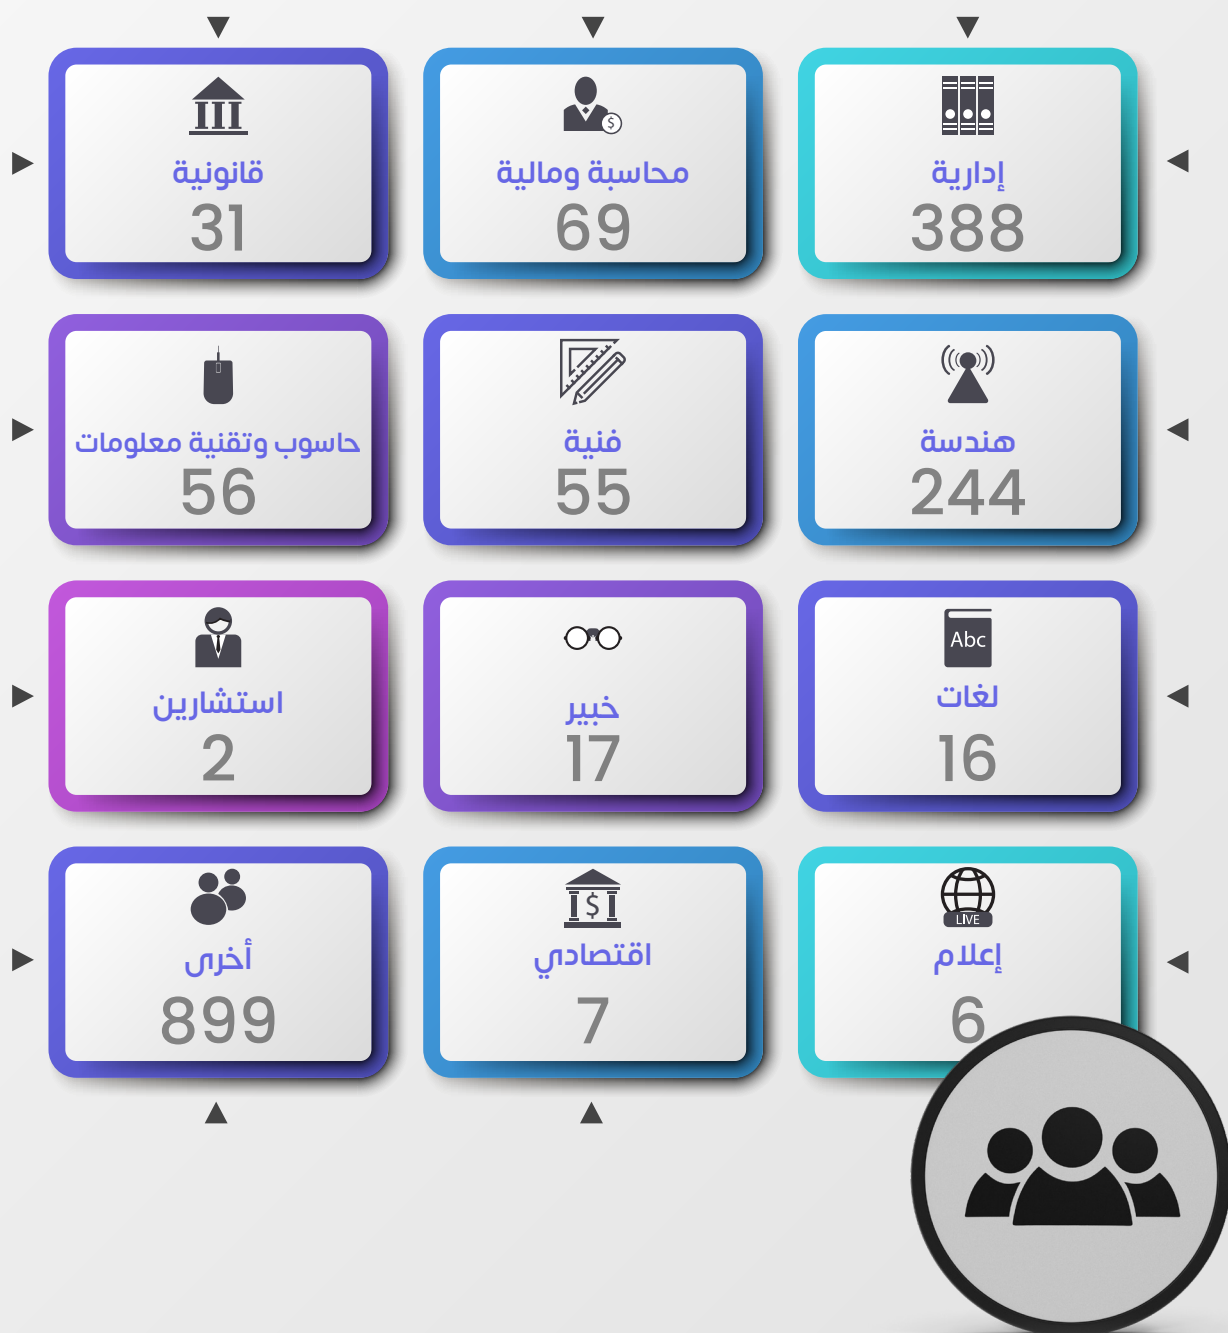 إدارية
388
محاسبة ومالية
69
قانونية
31
هندسة
244
فنية
55
حاسوب وتقنية معلومات
56
Abc
لغات
16
خبير
17
استشارين
2
LIVE
إعلام
6
$
اقتصادي
7
أخرى
899